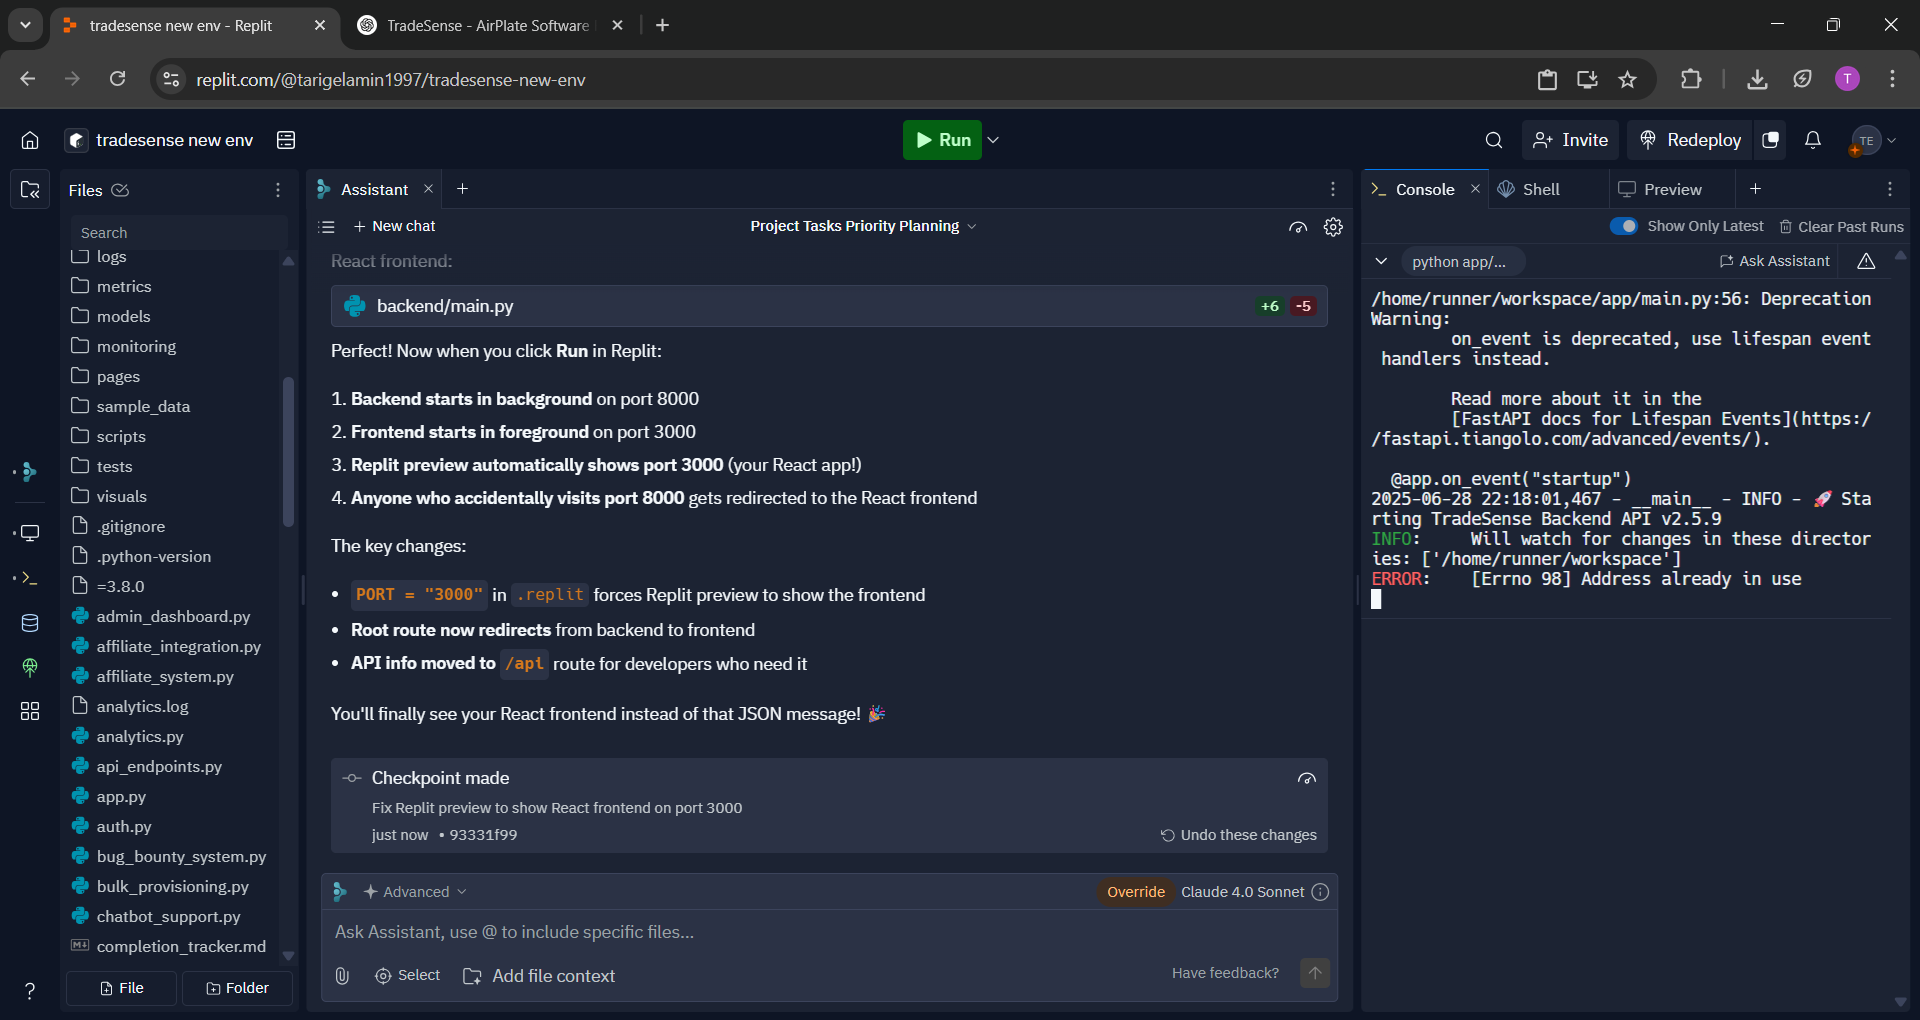 tradesense new env - Replit
TradeSense - AirPlate Software
replit.com/@tarigelamin1997/tradesense-new-env
T
tradesense new env
Run
Invite
Redeploy
TE
Files
Search
logs
metrics
models
monitoring
pages
sample_data
scripts
tests
visuals
.gitignore
.python-version
=3.8.0
admin_dashboard.py
affiliate_integration.py
affiliate_system.py
analytics.log
analytics.py
api_endpoints.py
app.py
auth.py
bug_bounty_system.py
bulk_provisioning.py
chatbot_support.py
completion_tracker.md
File
Folder
Assistant
New chat
Project Tasks Priority Planning
React frontend:
backend/main.py
+6 -5
Perfect! Now when you click Run in Replit:
1. Backend starts in background on port 8000
2. Frontend starts in foreground on port 3000
3. Replit preview automatically shows port 3000 (your React app!)
4. Anyone who accidentally visits port 8000 gets redirected to the React frontend
The key changes:
• PORT = "3000" in .replit forces Replit preview to show the frontend
• Root route now redirects from backend to frontend
• API info moved to /api route for developers who need it
You'll finally see your React frontend instead of that JSON message! 🎉
Checkpoint made
Fix Replit preview to show React frontend on port 3000
just now • 93331f99
Undo these changes
Advanced
Override
Claude 4.0 Sonnet
Ask Assistant, use @ to include specific files...
Select
Add file context
Have feedback?
Console
Shell
Preview
Show Only Latest
Clear Past Runs
python app/...
Ask Assistant
/home/runner/workspace/app/main.py:56: Deprecation
Warning:
on_event is deprecated, use lifespan event
handlers instead.
Read more about it in the
[FastAPI docs for Lifespan Events](https:/
/fastapi.tiangolo.com/advanced/events/).
@app.on_event("startup")
2025-06-28 22:18:01,467 - __main__ - INFO - 🚀 Sta
rting TradeSense Backend API v2.5.9
INFO: Will watch for changes in these director
ies: ['/home/runner/workspace']
ERROR: [Errno 98] Address already in use